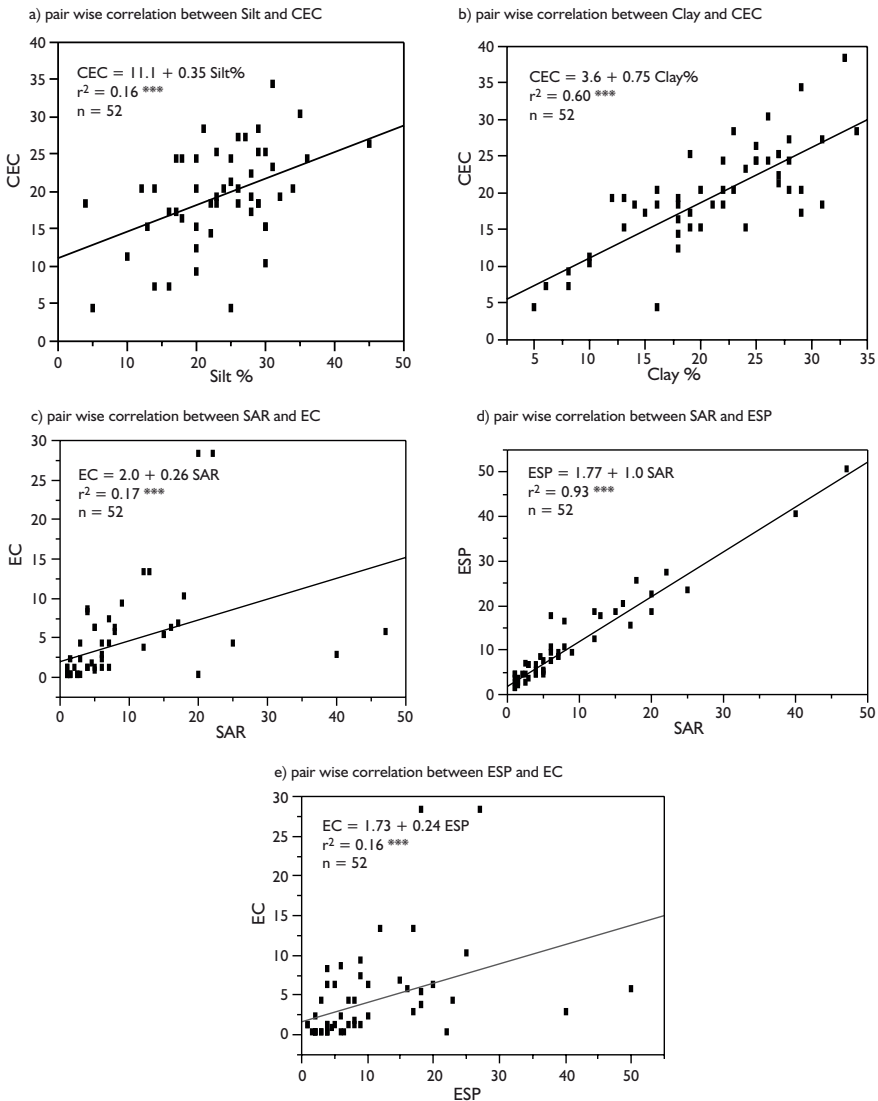 a) pair wise correlation between Silt and CEC
CEC = 11.1 + 0.35 Silt%
r² = 0.16 ***
n = 52
CEC
40
35
30
25
20
15
10
5
0
0 10 20 30 40 50
Silt %
b) pair wise correlation between Clay and CEC
CEC = 3.6 + 0.75 Clay%
r² = 0.60 ***
n = 52
CEC
40
35
30
25
20
15
10
5
0
5 10 15 20 25 30 35
Clay %
c) pair wise correlation between SAR and EC
EC = 2.0 + 0.26 SAR
r² = 0.17 ***
n = 52
EC
30
25
20
15
10
5
0
0 10 20 30 40 50
SAR
d) pair wise correlation between SAR and ESP
ESP = 1.77 + 1.0 SAR
r² = 0.93 ***
n = 52
ESP
50
40
30
20
10
0
0 10 20 30 40 50
SAR
e) pair wise correlation between ESP and EC
EC = 1.73 + 0.24 ESP
r² = 0.16 ***
n = 52
EC
30
25
20
15
10
5
0
0 10 20 30 40 50
ESP